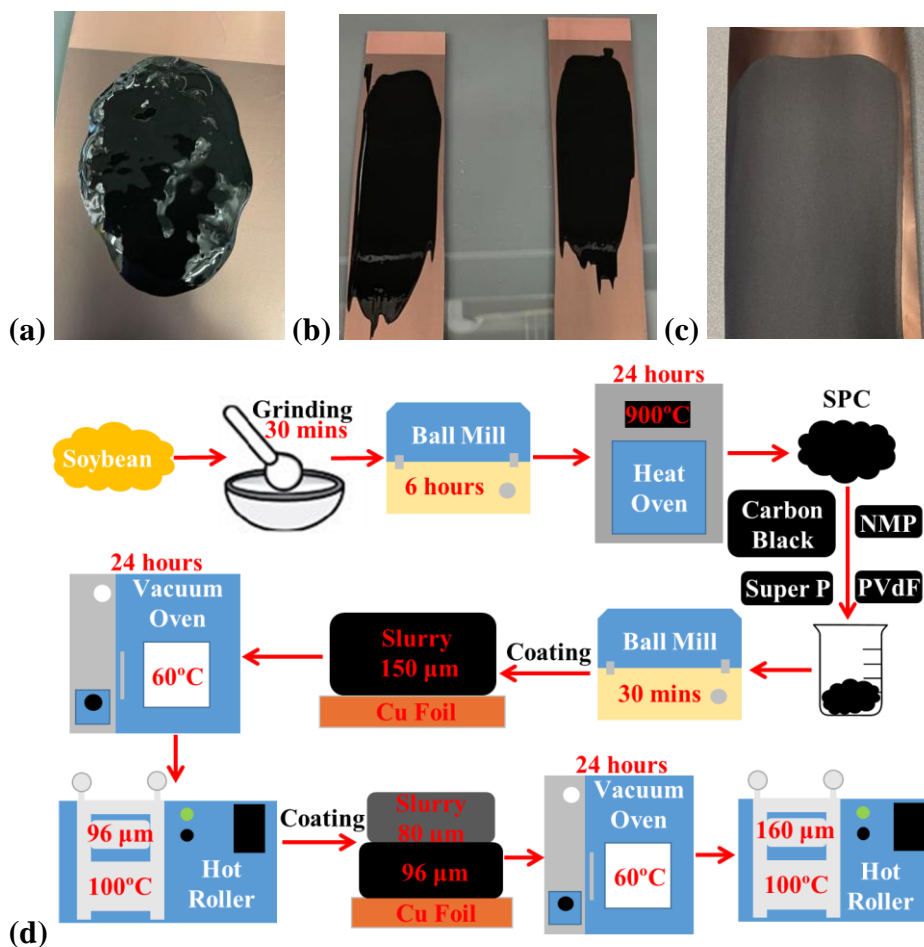 (a)
(b)
(c)
24 hours
Grinding
30 mins
Soybean
Ball Mill
6 hours
900°C
Heat
Oven
SPC
Carbon
Black
NMP
Super P
PVdF
24 hours
Vacuum
Oven
60°C
Slurry
150 µm
Cu Foil
Coating
Ball Mill
30 mins
96 µm
100°C
Hot
Roller
Coating
Slurry
80 µm
96 µm
Cu Foil
24 hours
Vacuum
Oven
60°C
160 µm
100°C
Hot
Roller
(d)